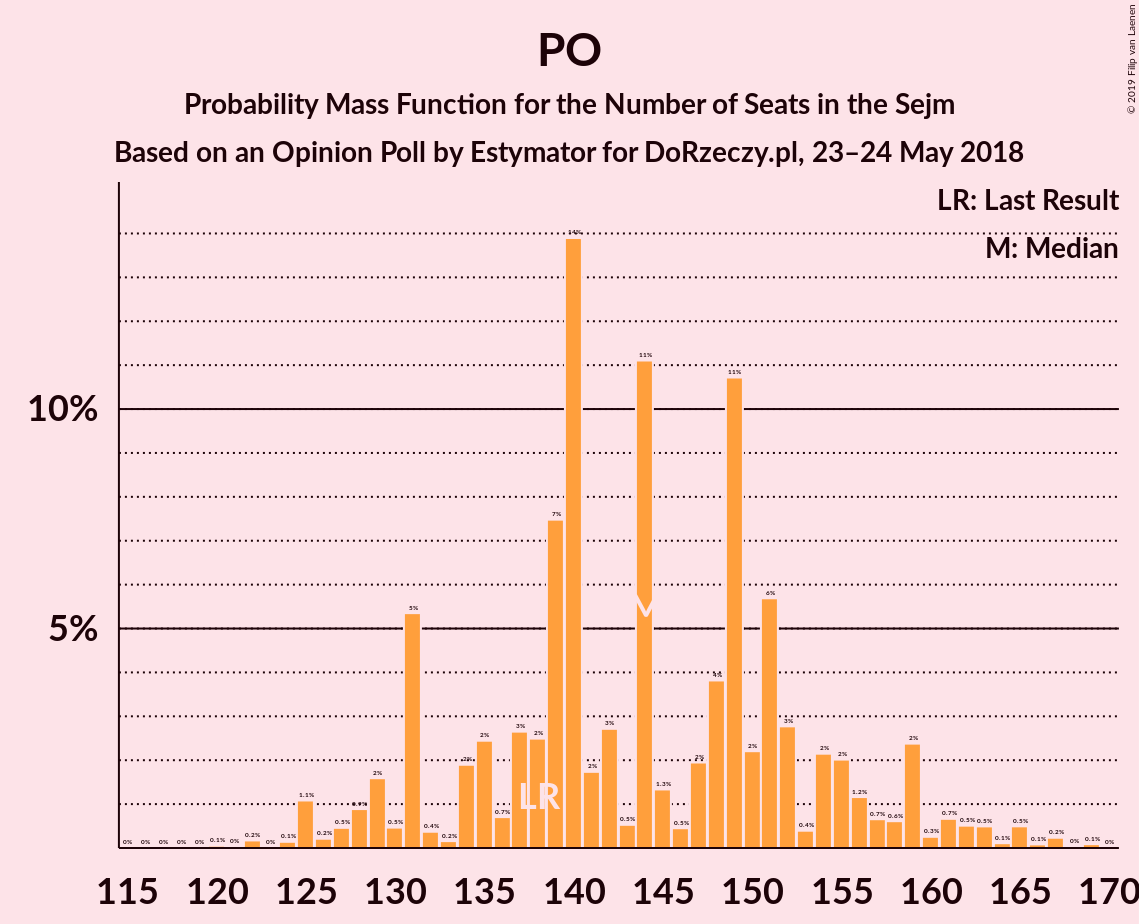 PO
Probability Mass Function for the Number of Seats in the Sejm
Based on an Opinion Poll by Estymator for DoRzeczy.pl, 23–24 May 2018
© 2019 Filip van Laenen
LR: Last Result
M: Median
10%
5%
0% 0% 0% 0% 0% 0.1% 0% 0.2% 0% 0.1% 1.1% 0.2% 0.5% 0.9% 2% 0.5% 5% 0.4% 0.2% 2% 2% 0.7% 3% 2% 7% 14% 2% 3% 0.5% 11% 1.3% 0.5% 2% 4% 11% 2% 6% 3% 0.4% 2% 2% 1.2% 0.7% 0.6% 2% 0.3% 0.7% 0.5% 0.5% 0.1% 0.5% 0.1% 0.2% 0% 0.1% 0%
M
LR
115 120 125 130 135 140 145 150 155 160 165 170